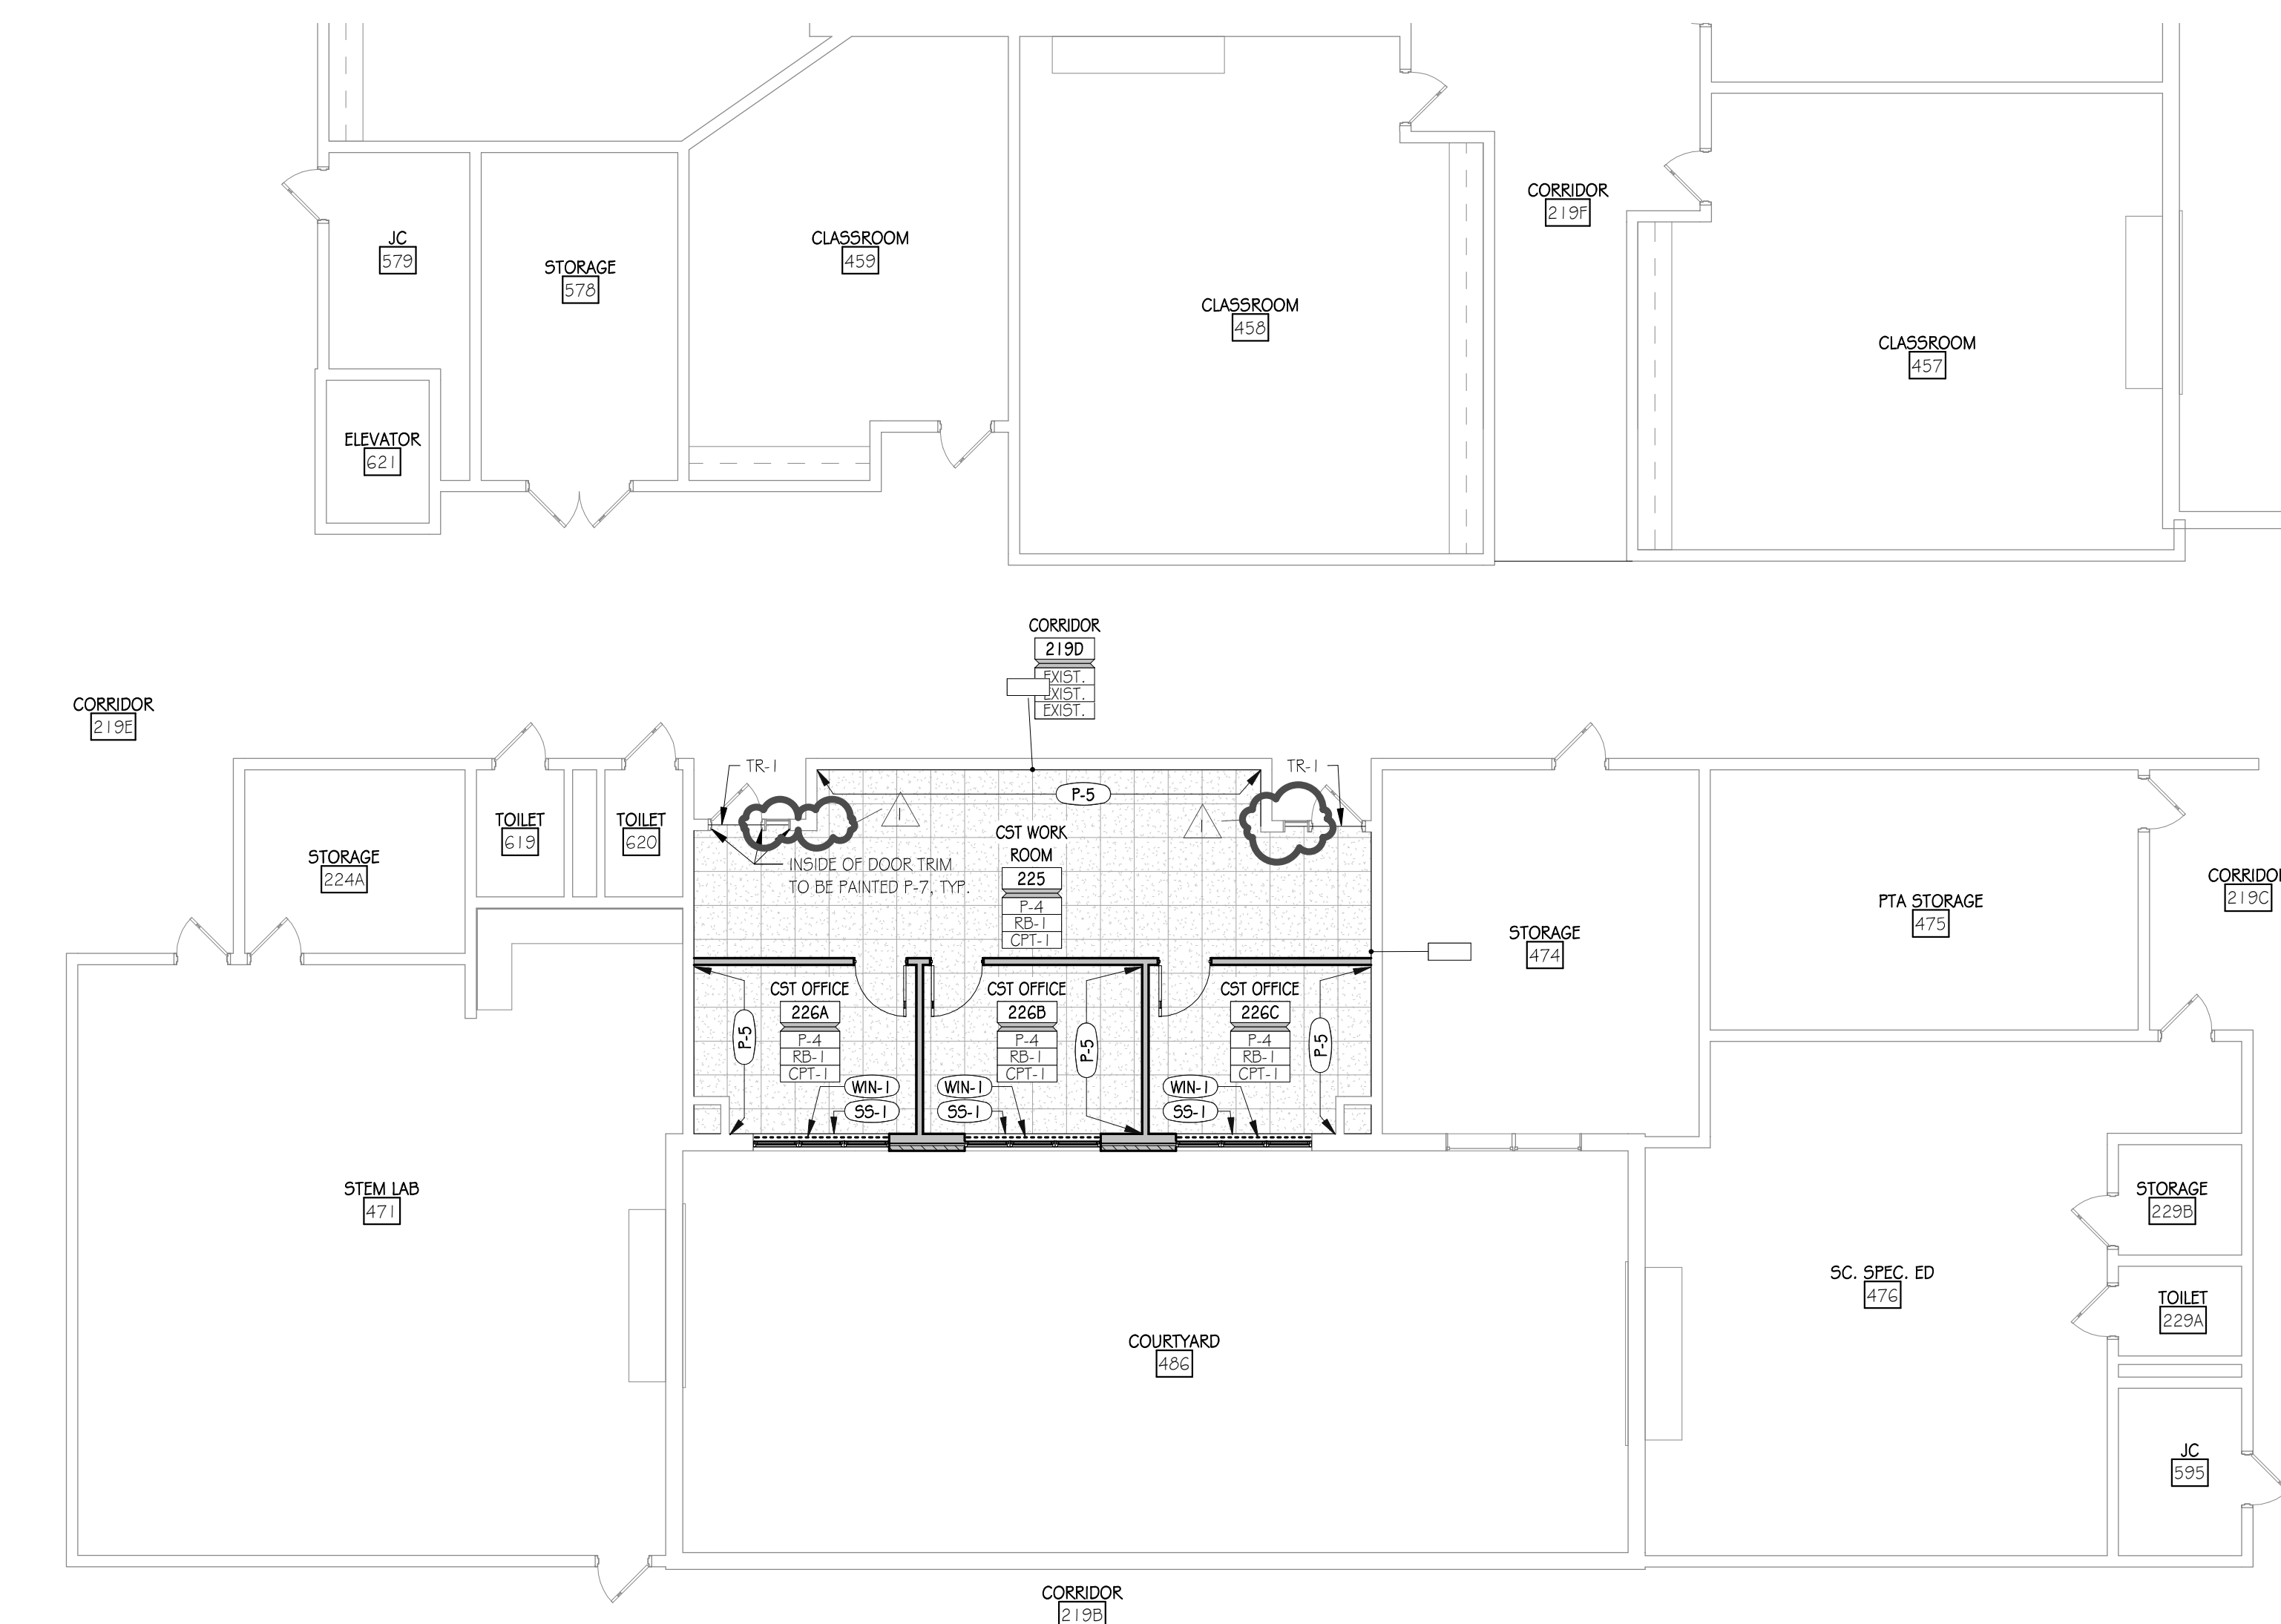 CORRIDOR
219F
JC
579
STORAGE
578
CLASSROOM
459
CLASSROOM
458
CLASSROOM
457
ELEVATOR
621
CORRIDOR
219D
EXIST.
EXIST.
EXIST.
CORRIDOR
219E
TR-1
TR-1
P-5
1
1
TOILET
619
TOILET
620
STORAGE
224A
CST WORK
ROOM
225
P-4
RB-1
CPT-1
INSIDE OF DOOR TRIM
TO BE PAINTED P-7, TYP.
STORAGE
474
PTA STORAGE
475
219C
CST OFFICE
226A
P-4
RB-1
CPT-1
P-5
WIN-1
SS-1
CST OFFICE
226B
P-4
RB-1
CPT-1
P-5
WIN-1
SS-1
CST OFFICE
226C
P-4
RB-1
CPT-1
P-5
WIN-1
SS-1
STEM LAB
471
STORAGE
229B
SC. SPEC. ED
476
TOILET
229A
COURTYARD
486
JC
595
CORRIDOR
219B